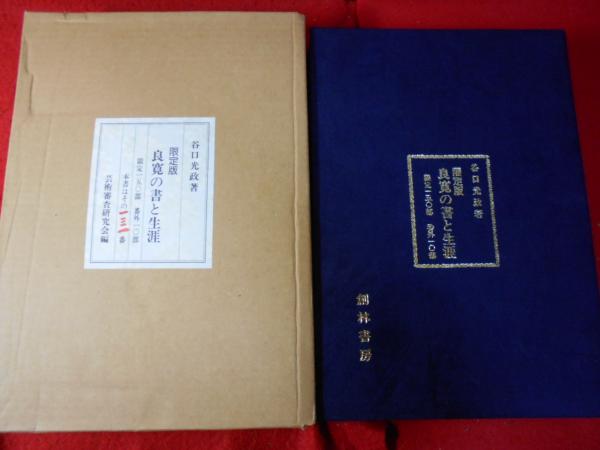 谷口光政著
限定版
良寛の書と生涯
限定一五〇部 番外一〇部
本書はその一三一番
芸術審査研究会編
谷口光政著
限定版
良寛の書と生涯
限定一五〇部 番外一〇部
創林書房